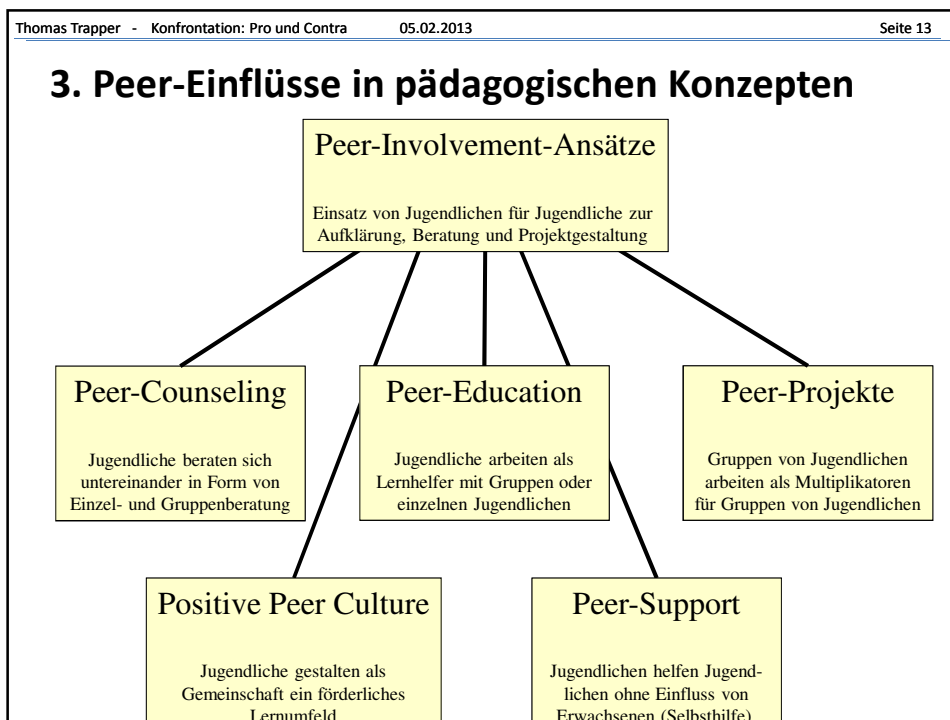 Thomas Trapper - Konfrontation: Pro und Contra 05.02.2013 Seite 13
3. Peer-Einflüsse in pädagogischen Konzepten
Peer-Involvement-Ansätze
Einsatz von Jugendlichen für Jugendliche zur
Aufklärung, Beratung und Projektgestaltung
Peer-Counseling
Jugendliche beraten sich
untereinander in Form von
Einzel- und Gruppenberatung
Peer-Education
Jugendliche arbeiten als
Lernhelfer mit Gruppen oder
einzelnen Jugendlichen
Peer-Projekte
Gruppen von Jugendlichen
arbeiten als Multiplikatoren
für Gruppen von Jugendlichen
Positive Peer Culture
Jugendliche gestalten als
Gemeinschaft ein förderliches
Lernumfeld
Peer-Support
Jugendlichen helfen Jugend-
lichen ohne Einfluss von
Erwachsenen (Selbsthilfe)